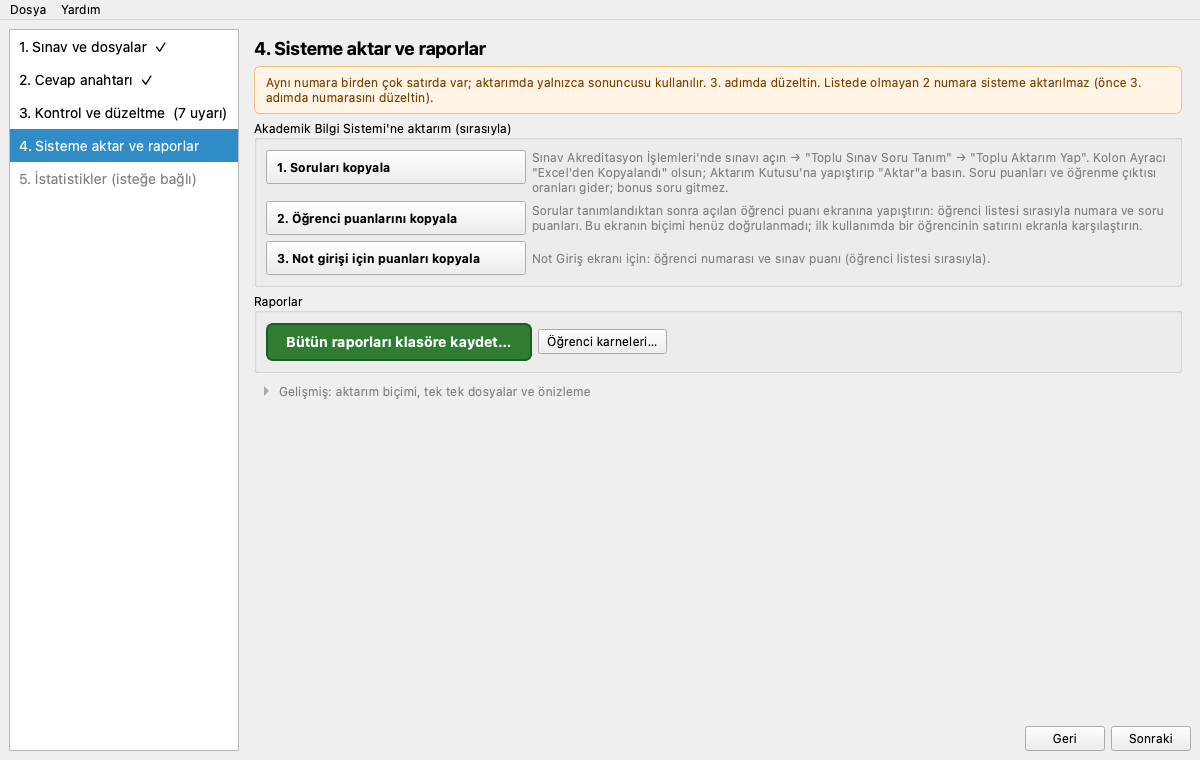 Dosya Yardım
1. Sınav ve dosyalar ✓
2. Cevap anahtarı ✓
3. Kontrol ve düzeltme (7 uyarı)
4. Sisteme aktar ve raporlar
5. İstatistikler (isteğe bağlı)
4. Sisteme aktar ve raporlar
Aynı numara birden çok satırda var; aktarımda yalnızca sonuncusu kullanılır. 3. adımda düzeltin. Listede olmayan 2 numara sisteme aktarılmaz (önce 3.
adımda numarasını düzeltin).
Akademik Bilgi Sistemi'ne aktarım (sırasıyla)
1. Soruları kopyala
Sınav Akreditasyon İşlemleri'nde sınavı açın → "Toplu Sınav Soru Tanım" → "Toplu Aktarım Yap". Kolon Ayracı
"Excel'den Kopyalandı" olsun; Aktarım Kutusu'na yapıştırıp "Aktar"a basın. Soru puanları ve öğrenme çıktısı
oranları gider; bonus soru gitmez.
2. Öğrenci puanlarını kopyala
Sorular tanımlandıktan sonra açılan öğrenci puanı ekranına yapıştırın: öğrenci listesi sırasıyla numara ve soru
puanları. Bu ekranın biçimi henüz doğrulanmadı; ilk kullanımda bir öğrencinin satırını ekranla karşılaştırın.
3. Not girişi için puanları kopyala
Not Giriş ekranı için: öğrenci numarası ve sınav puanı (öğrenci listesi sırasıyla).
Raporlar
Bütün raporları klasöre kaydet...
Öğrenci karneleri...
Gelişmiş: aktarım biçimi, tek tek dosyalar ve önizleme
Geri
Sonraki